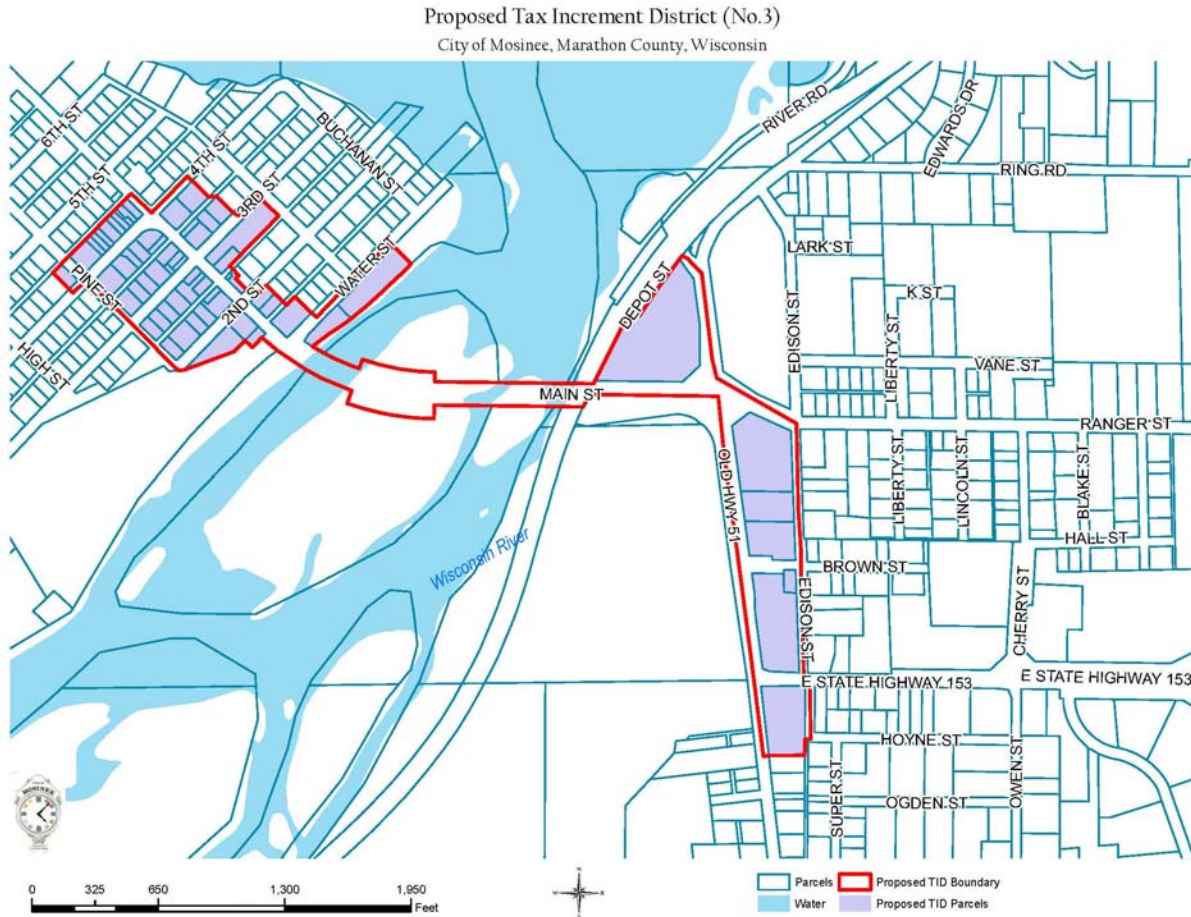 Proposed Tax Increment District (No.3)
City of Mosinee, Marathon County, Wisconsin
6TH ST
5TH ST
4TH ST
3RD ST
BUCHANAN ST
WATER ST
2ND ST
PINE ST
HIGH ST
RIVER RD
EDWARDS DR
RING RD
LARK ST
K ST
DEPOT ST
EDISON ST
LIBERTY ST
VANE ST
MAIN ST
RANGER ST
OLD HWY 51
LIBERTY ST
LINCOLN ST
BLAKE ST
HALL ST
Wisconsin River
BROWN ST
EDISON ST
CHERRY ST
E STATE HIGHWAY 153
E STATE HIGHWAY 153
HOYNE ST
OWEN ST
SUPER ST
OGDEN ST
MOSINEE
0 325 650 1,300 1,950
Feet
Parcels
Proposed TID Boundary
Water
Proposed TID Parcels